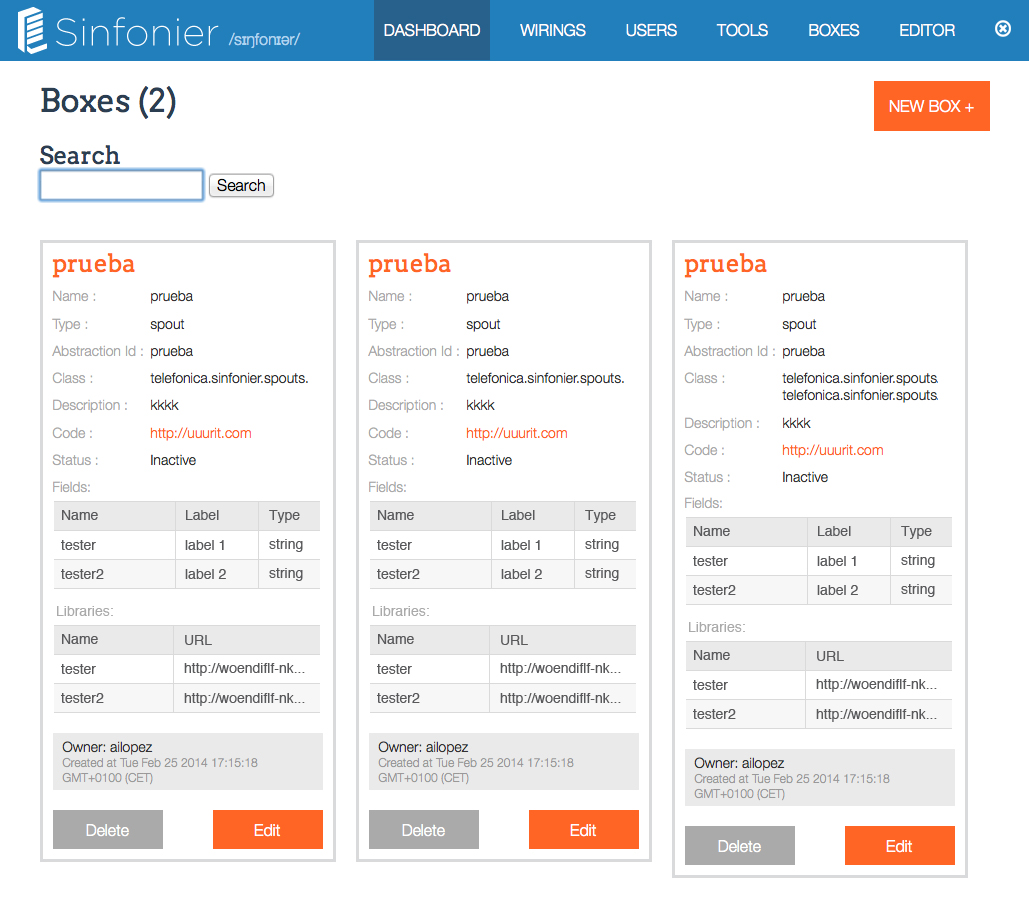 Sinfonier /sɪŋfonɪər/ DASHBOARD WIRINGS USERS TOOLS BOXES EDITOR
Boxes (2)
NEW BOX +
Search
Search
prueba
Name : prueba
Type : spout
Abstraction Id : prueba
Class : telefonica.sinfonier.spouts.
Description : kkkk
Code : http://uuurit.com
Status : Inactive
Fields:
Name Label Type
tester label 1 string
tester2 label 2 string
Libraries:
Name URL
tester http://woendiflf-nk...
tester2 http://woendiflf-nk...
Owner: ailopez
Created at Tue Feb 25 2014 17:15:18
GMT+0100 (CET)
Delete Edit
prueba
Name : prueba
Type : spout
Abstraction Id : prueba
Class : telefonica.sinfonier.spouts.
Description : kkkk
Code : http://uuurit.com
Status : Inactive
Fields:
Name Label Type
tester label 1 string
tester2 label 2 string
Libraries:
Name URL
tester http://woendiflf-nk...
tester2 http://woendiflf-nk...
Owner: ailopez
Created at Tue Feb 25 2014 17:15:18
GMT+0100 (CET)
Delete Edit
prueba
Name : prueba
Type : spout
Abstraction Id : prueba
Class : telefonica.sinfonier.spouts.
telefonica.sinfonier.spouts.
Description : kkkk
Code : http://uuurit.com
Status : Inactive
Fields:
Name Label Type
tester label 1 string
tester2 label 2 string
Libraries:
Name URL
tester http://woendiflf-nk...
tester2 http://woendiflf-nk...
Owner: ailopez
Created at Tue Feb 25 2014 17:15:18
GMT+0100 (CET)
Delete Edit